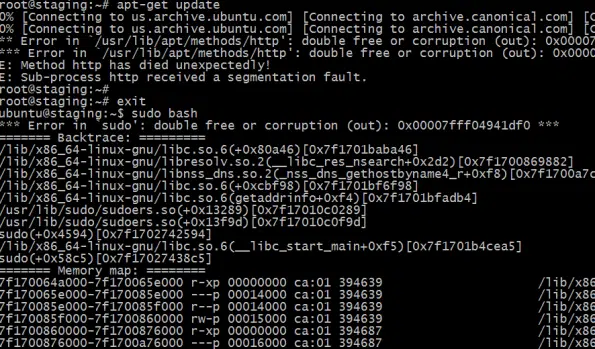 root@staging:~# apt-get update
0% [Connecting to us.archive.ubuntu.com] [Connecting to archive.canonical.com]
0% [Connecting to us.archive.ubuntu.com] [Connecting to archive.canonical.com]
** Error in `/usr/lib/apt/methods/http': double free or corruption (out): 0x00007
*** Error in `/usr/lib/apt/methods/http': double free or corruption (out): 0x0000
E: Method http has died unexpectedly!
E: Sub-process http received a segmentation fault.
root@staging:~#
root@staging:~# exit
ubuntu@staging:~$ sudo bash
*** Error in `sudo': double free or corruption (out): 0x00007fff04941df0 ***
======= Backtrace: =========
/lib/x86_64-linux-gnu/libc.so.6(+0x80a46)[0x7f1701baba46]
/lib/x86_64-linux-gnu/libresolv.so.2(__libc_res_nsearch+0x2d2)[0x7f1700869882]
/lib/x86_64-linux-gnu/libnss_dns.so.2(_nss_dns_gethostbyname4_r+0xf8)[0x7f1700a7c
/lib/x86_64-linux-gnu/libc.so.6(+0xcbf98)[0x7f1701bf6f98]
/lib/x86_64-linux-gnu/libc.so.6(getaddrinfo+0xf4)[0x7f1701bfadb4]
/usr/lib/sudo/sudoers.so(+0x13289)[0x7f17010c0289]
/usr/lib/sudo/sudoers.so(+0x13f9d)[0x7f17010c0f9d]
sudo(+0x4594)[0x7f1702742594]
/lib/x86_64-linux-gnu/libc.so.6(__libc_start_main+0xf5)[0x7f1701b4cea5]
sudo(+0x58c5)[0x7f17027438c5]
======= Memory map: ========
7f170064a000-7f170065e000 r-xp 00000000 ca:01 394639 /lib/x86
7f170065e000-7f170085e000 ---p 00014000 ca:01 394639 /lib/x86
7f170085e000-7f170085f000 r--p 00014000 ca:01 394639 /lib/x86
7f170085f000-7f1700860000 rw-p 00015000 ca:01 394639 /lib/x86
7f1700860000-7f1700876000 r-xp 00000000 ca:01 394687 /lib/x86
7f1700876000-7f1700a76000 ---p 00016000 ca:01 394687 /lib/x86